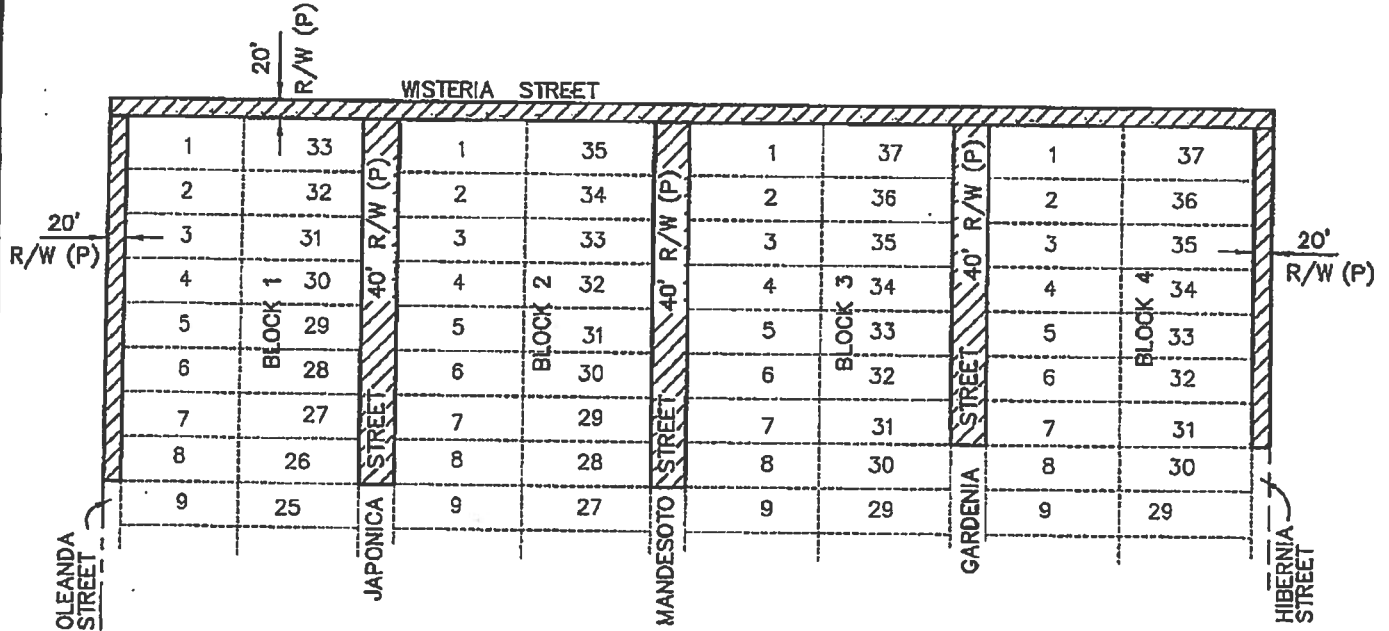 20'
R/W (P)
WISTERIA STREET
1 33 1 35 1 37 1 37
2 32 2 34 2 36 2 36
3 31 3 33 3 35 3 35
4 30 4 32 4 34 4 34
5 29 5 31 5 33 5 33
6 28 6 30 6 32 6 32
7 27 7 29 7 31 7 31
8 26 8 28 8 30 8 30
9 25 9 27 9 29 9 29
20'
R/W (P)
BLOCK 1
40' R/W (P)
STREET
BLOCK 2
40' R/W (P)
STREET
BLOCK 3
40' R/W (P)
STREET
BLOCK 4
20'
R/W (P)
OLEANDA
STREET
JAPONICA
MANDESOTO
GARDENIA
HIBERNIA
STREET